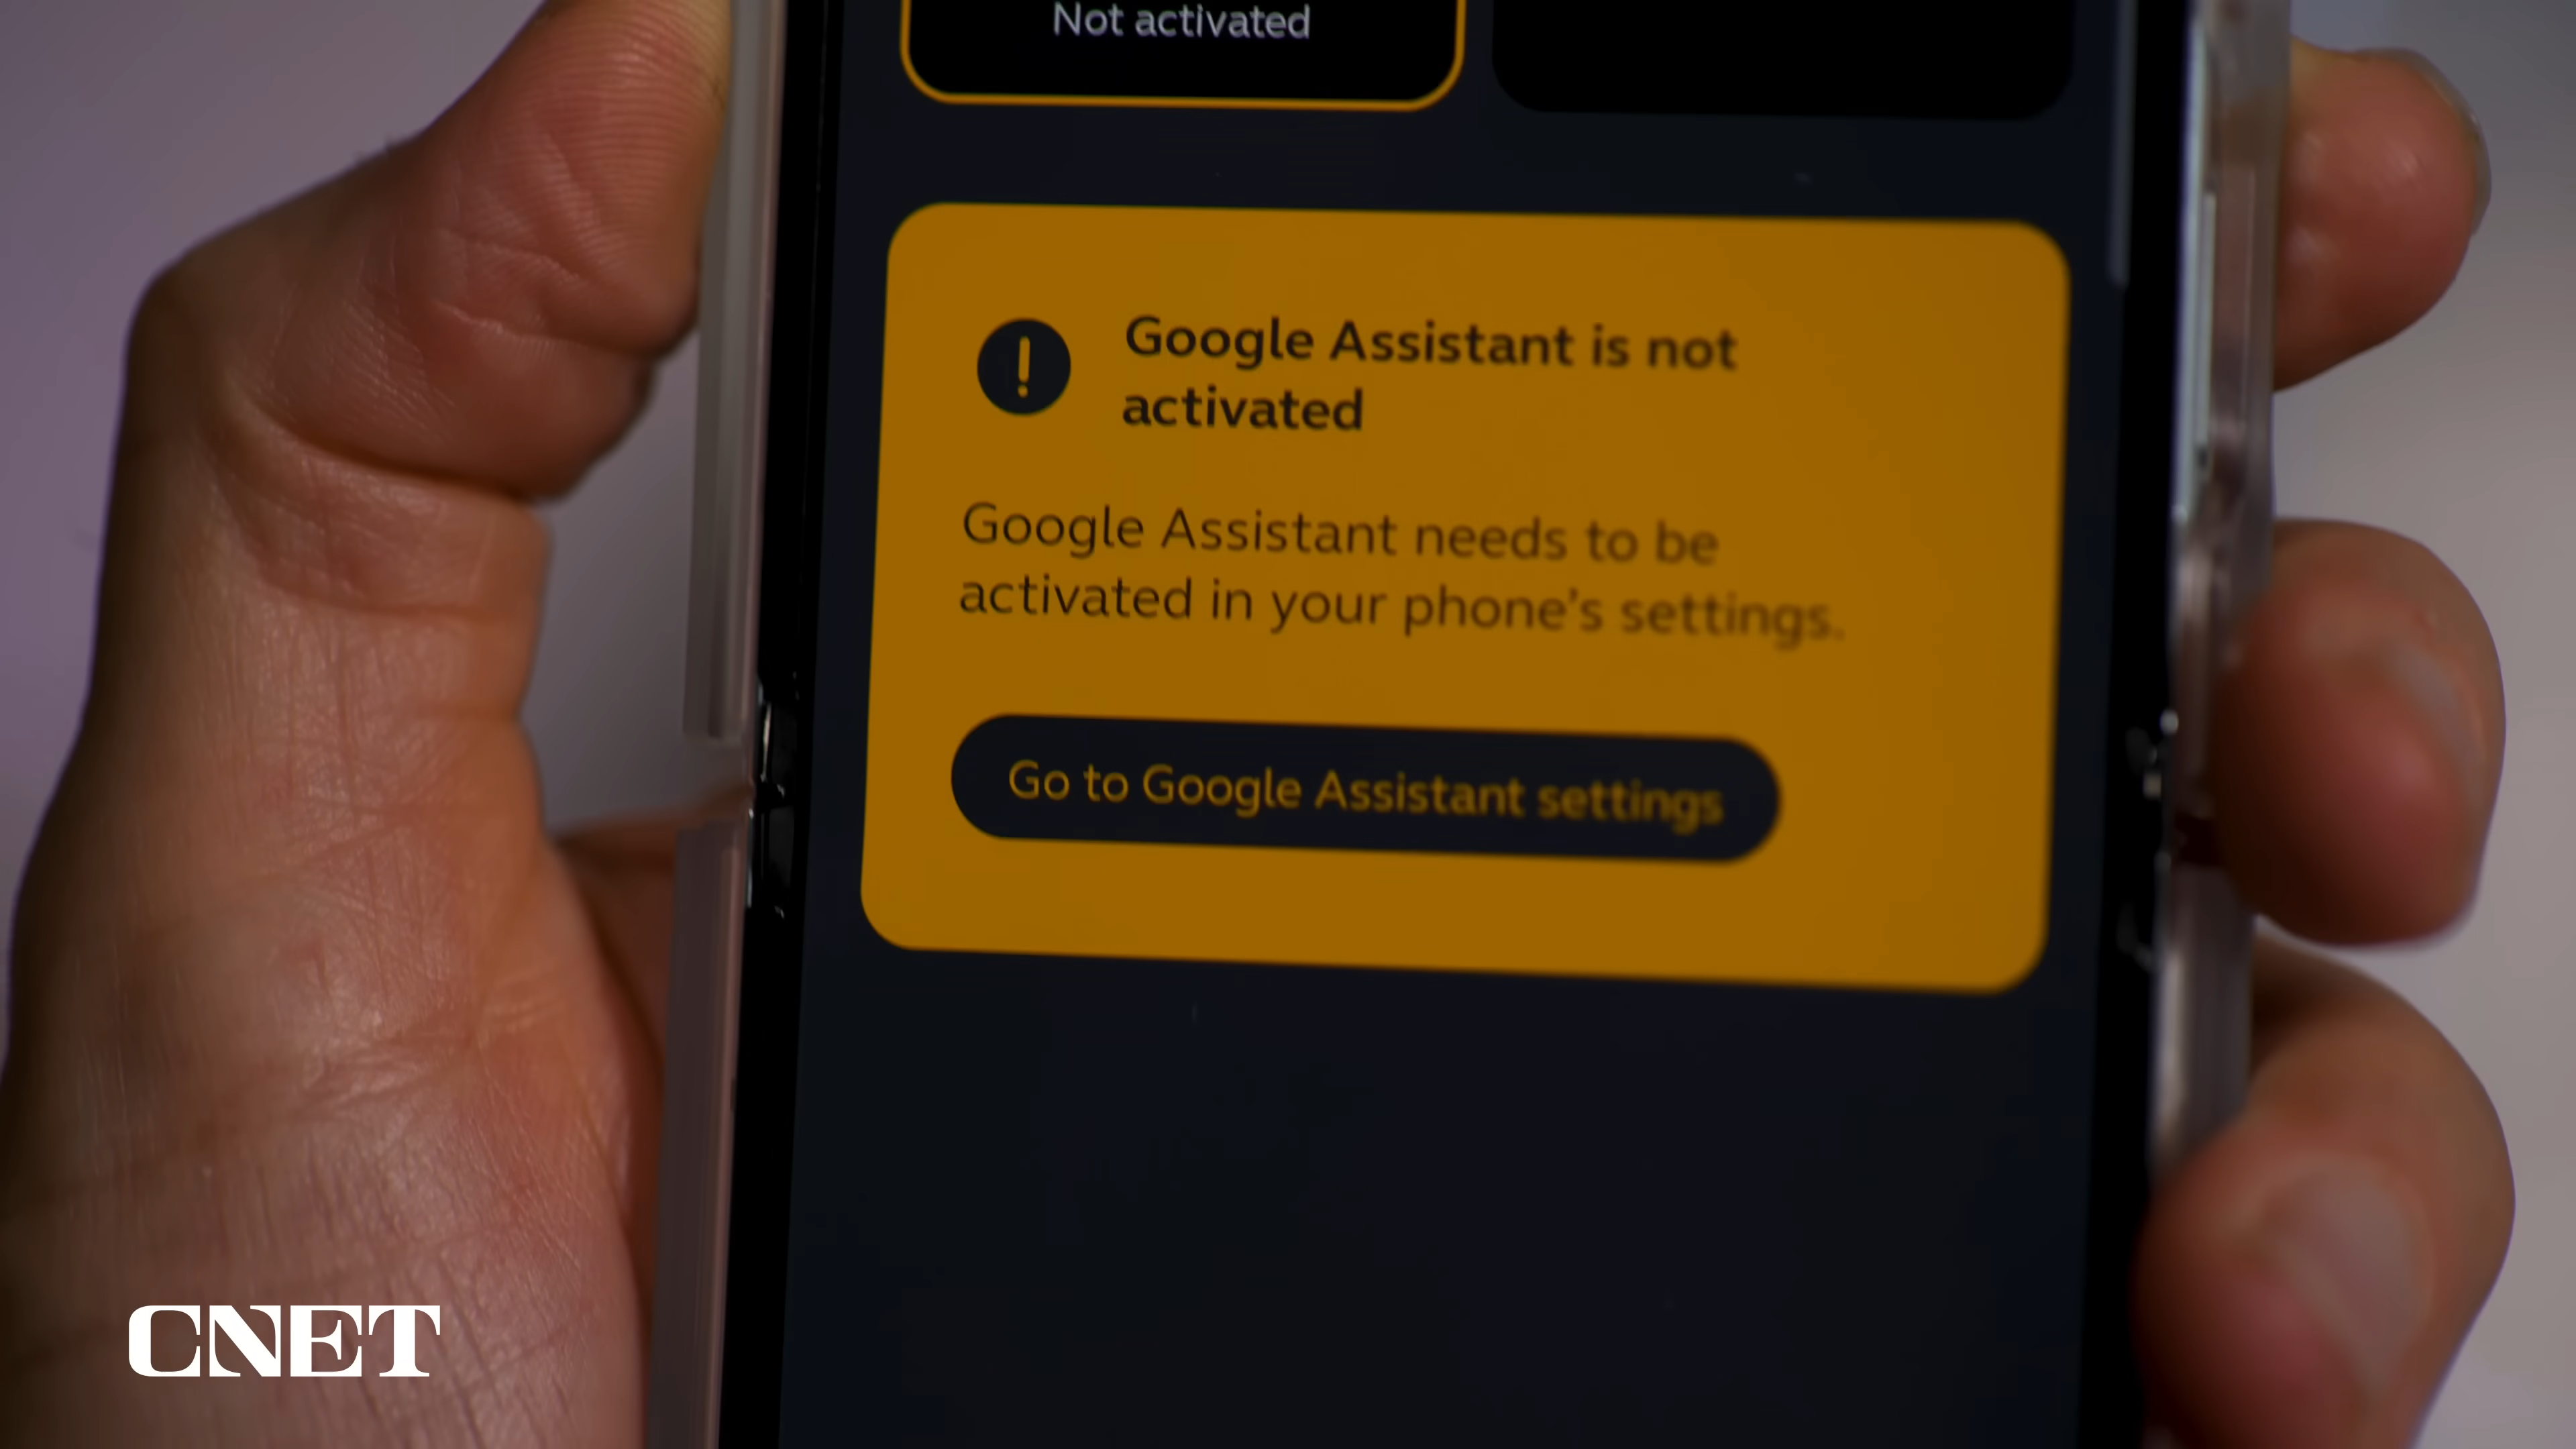 Not activated
Google Assistant is not
activated
Google Assistant needs to be
activated in your phone's settings.
Go to Google Assistant settings
CNET